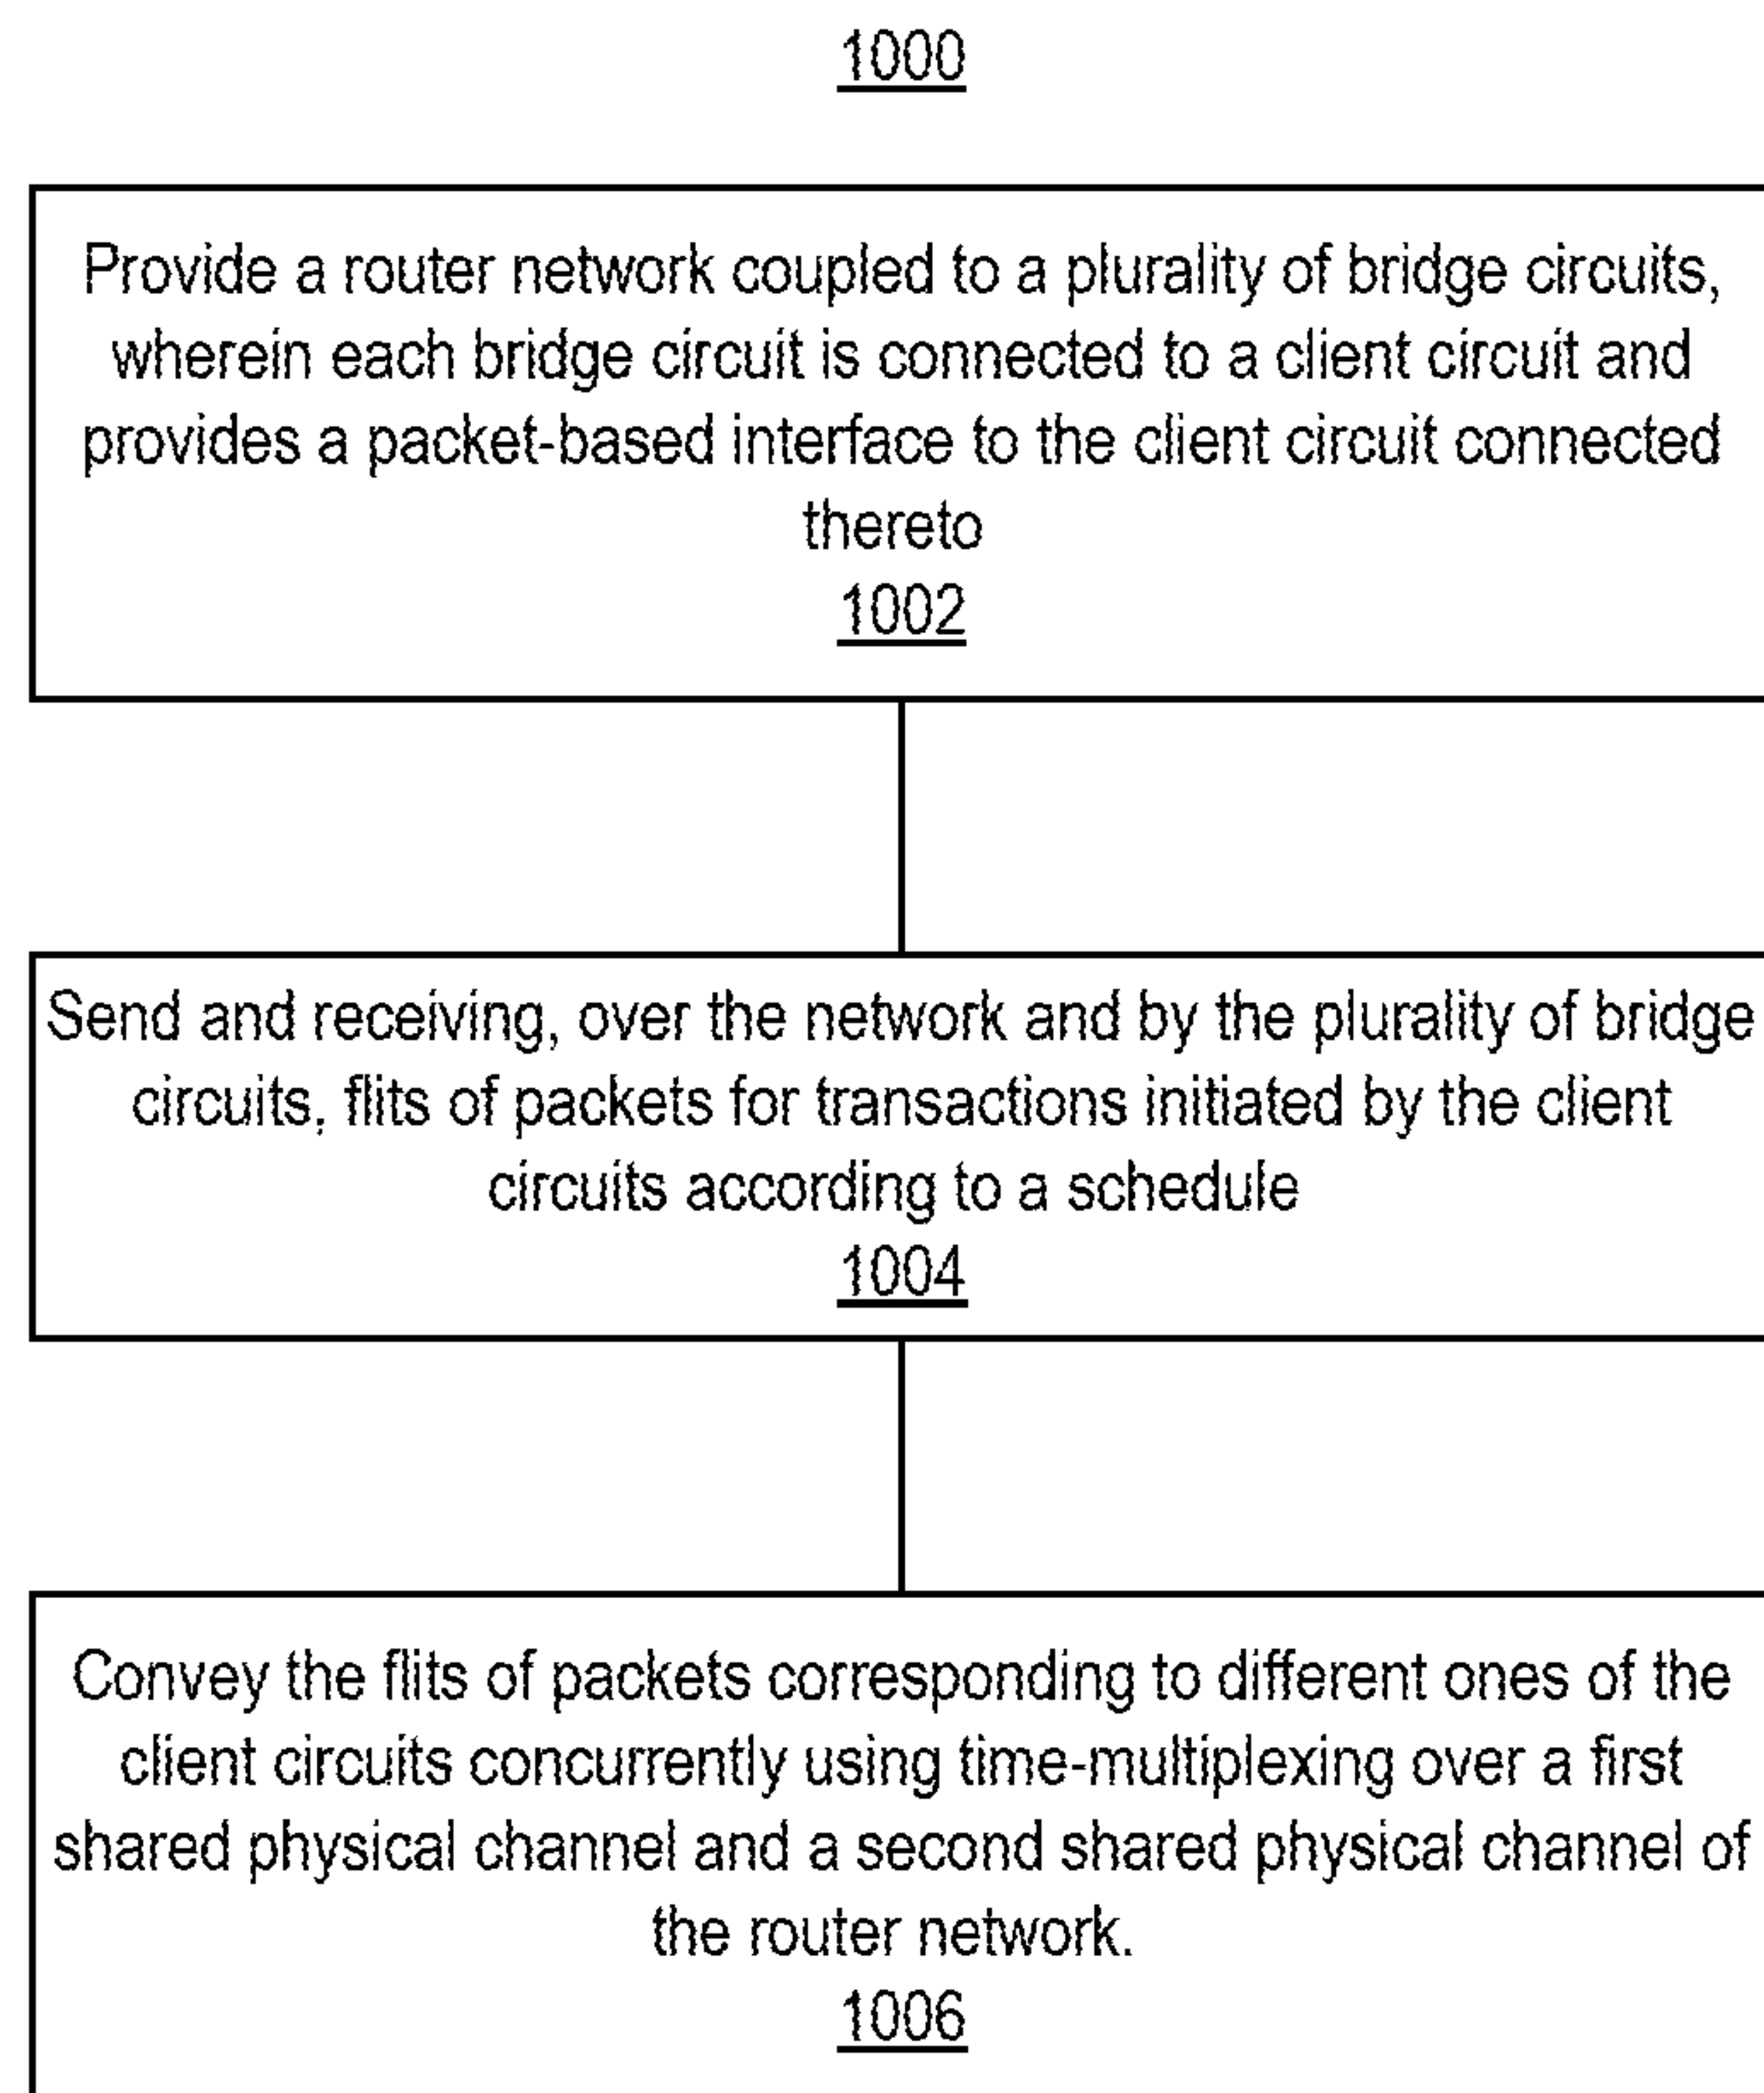 1000
Provide a router network coupled to a plurality of bridge circuits,
wherein each bridge circuit is connected to a client circuit and
provides a packet-based interface to the client circuit connected
thereto
1002
Send and receiving, over the network and by the plurality of bridge
circuits, flits of packets for transactions initiated by the client
circuits according to a schedule
1004
Convey the flits of packets corresponding to different ones of the
client circuits concurrently using time-multiplexing over a first
shared physical channel and a second shared physical channel of
the router network.
1006